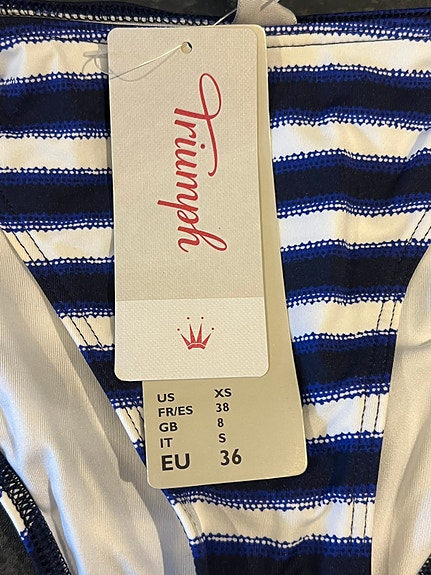 Triumph
US XS
FR/ES 38
GB 8
IT S
EU 36